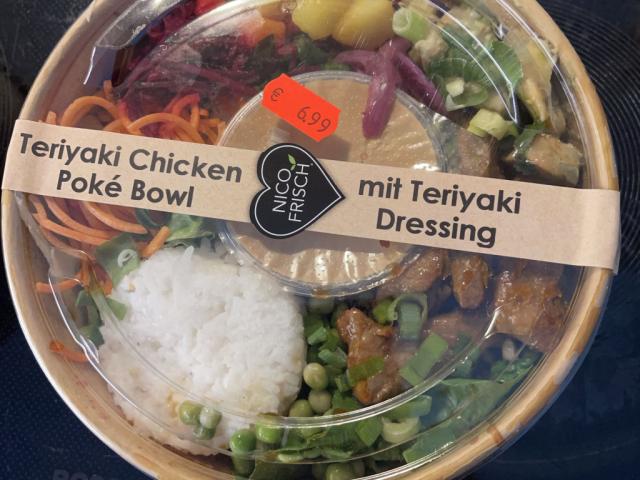 € 6.99
Teriyaki Chicken
Poké Bowl
NICO
FRISCH
mit Teriyaki
Dressing